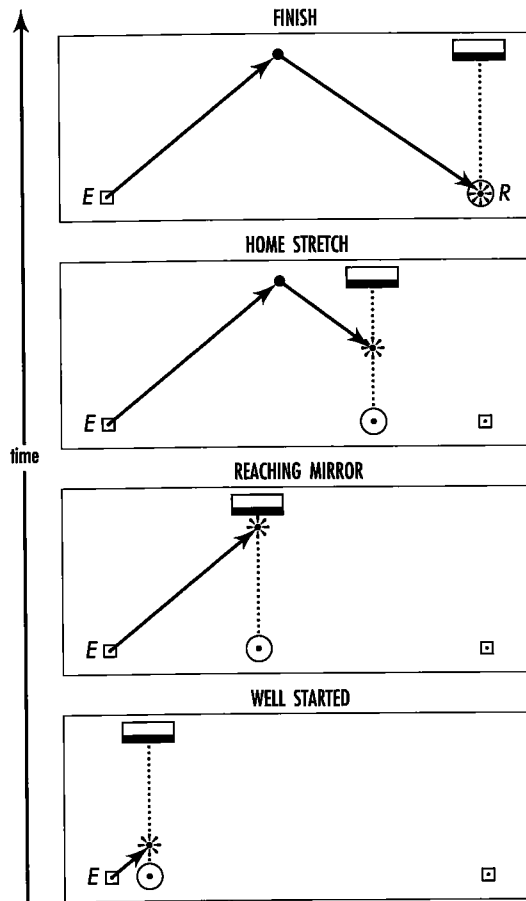 FINISH
E
R
HOME STRETCH
E
time
REACHING MIRROR
E
WELL STARTED
E